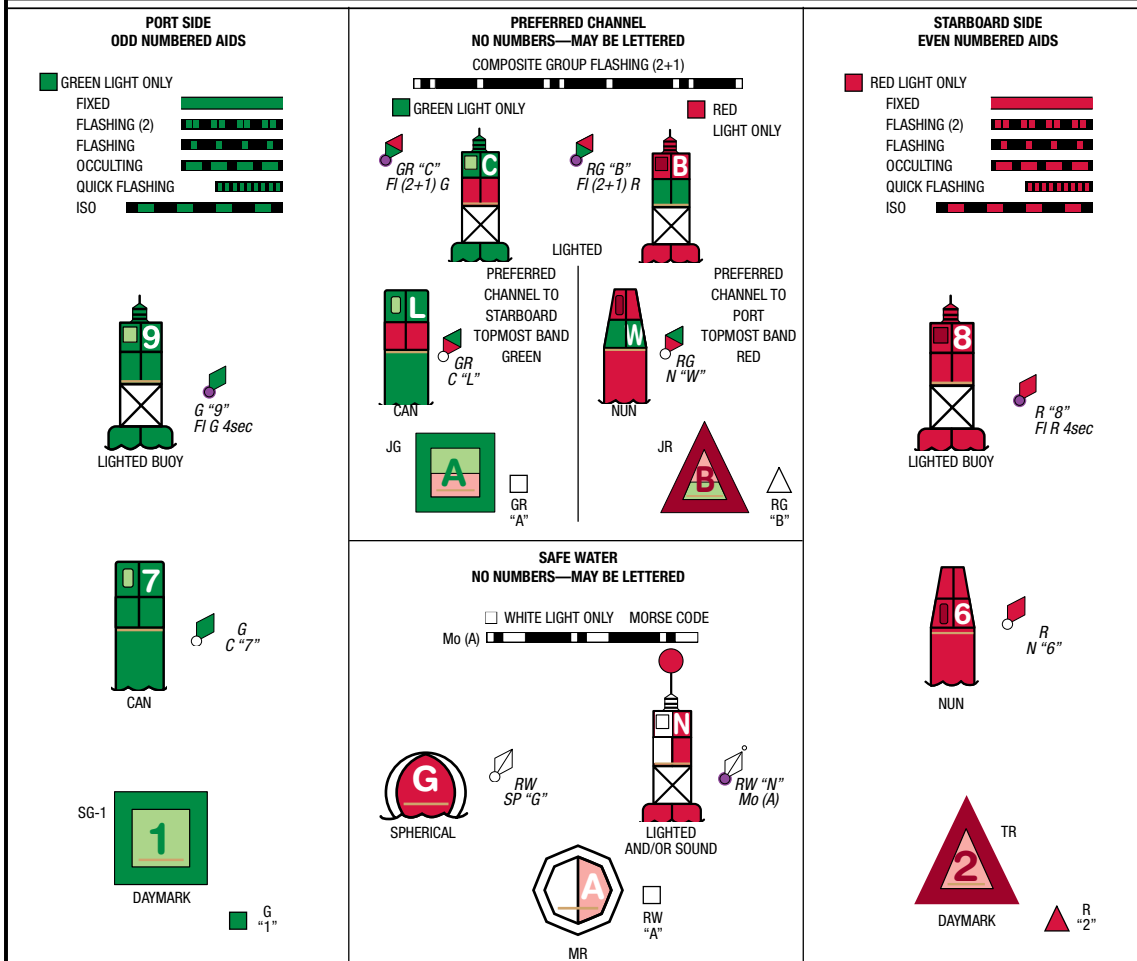 PORT SIDE
ODD NUMBERED AIDS
GREEN LIGHT ONLY
FIXED
FLASHING (2)
FLASHING
OCCULTING
QUICK FLASHING
ISO
9
G “9”
Fl G 4sec
LIGHTED BUOY
7
G
C “7”
CAN
SG-1
1
DAYMARK
G
“1”
PREFERRED CHANNEL
NO NUMBERS—MAY BE LETTERED
COMPOSITE GROUP FLASHING (2+1)
GREEN LIGHT ONLY
RED
LIGHT ONLY
GR “C”
Fl (2+1) G
C
RG “B”
Fl (2+1) R
B
LIGHTED
PREFERRED
CHANNEL TO
STARBOARD
TOPMOST BAND
GREEN
L
GR
C “L”
CAN
PREFERRED
CHANNEL TO
PORT
TOPMOST BAND
RED
W
RG
N “W”
NUN
JG
A
GR
“A”
JR
B
RG
“B”
SAFE WATER
NO NUMBERS—MAY BE LETTERED
WHITE LIGHT ONLY MORSE CODE
Mo (A)
G
RW
SP “G”
SPHERICAL
N
RW “N”
Mo (A)
LIGHTED
AND/OR SOUND
A
RW
“A”
MR
STARBOARD SIDE
EVEN NUMBERED AIDS
RED LIGHT ONLY
FIXED
FLASHING (2)
FLASHING
OCCULTING
QUICK FLASHING
ISO
8
R “8”
Fl R 4sec
LIGHTED BUOY
6
R
N “6”
NUN
TR
2
DAYMARK
R
“2”